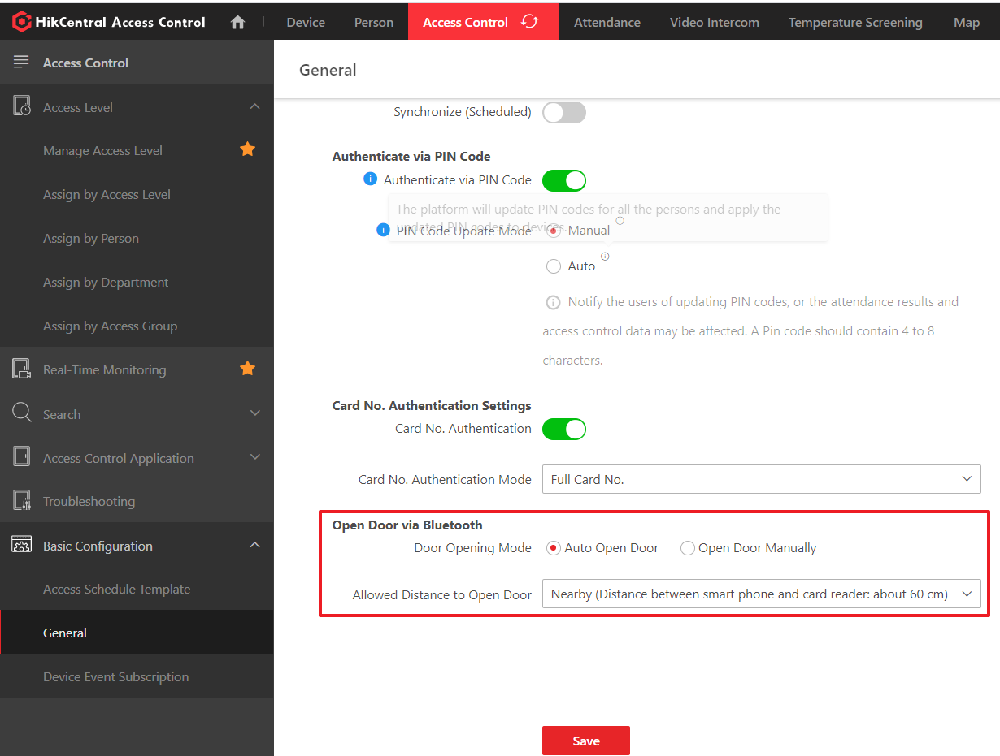 HikCentral Access Control
Device
Person
Access Control
Attendance
Video Intercom
Temperature Screening
Map
Access Control
Access Level
Manage Access Level
Assign by Access Level
Assign by Person
Assign by Department
Assign by Access Group
Real-Time Monitoring
Search
Access Control Application
Troubleshooting
Basic Configuration
Access Schedule Template
General
Device Event Subscription
General
Synchronize (Scheduled)
Authenticate via PIN Code
Authenticate via PIN Code
The platform will update PIN codes for all the persons and apply the
updated PIN codes to devices.
PIN Code Update Mode
Manual
Auto
Notify the users of updating PIN codes, or the attendance results and
access control data may be affected. A Pin code should contain 4 to 8
characters.
Card No. Authentication Settings
Card No. Authentication
Card No. Authentication Mode
Full Card No.
Open Door via Bluetooth
Door Opening Mode
Auto Open Door
Open Door Manually
Allowed Distance to Open Door
Nearby (Distance between smart phone and card reader: about 60 cm)
Save